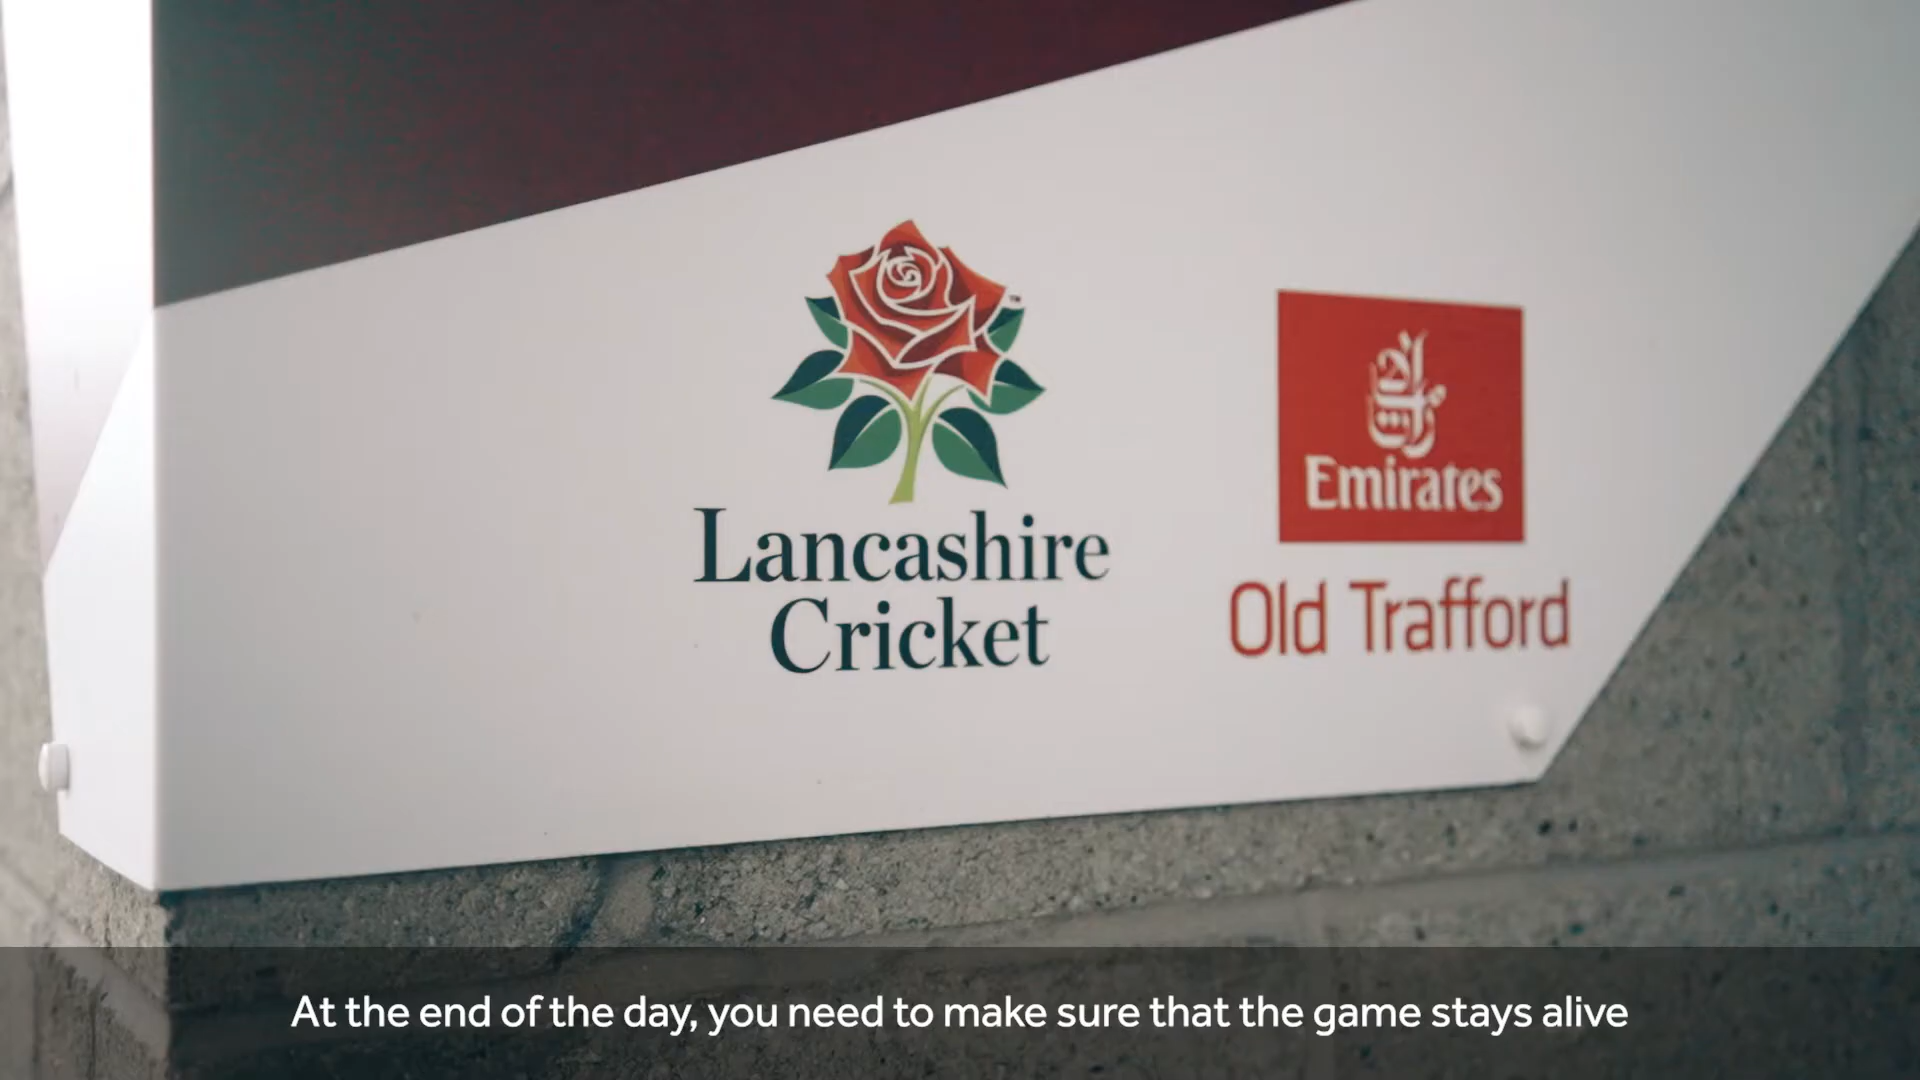 Lancashire
Cricket
Emirates
Old Trafford
At the end of the day, you need to make sure that the game stays alive